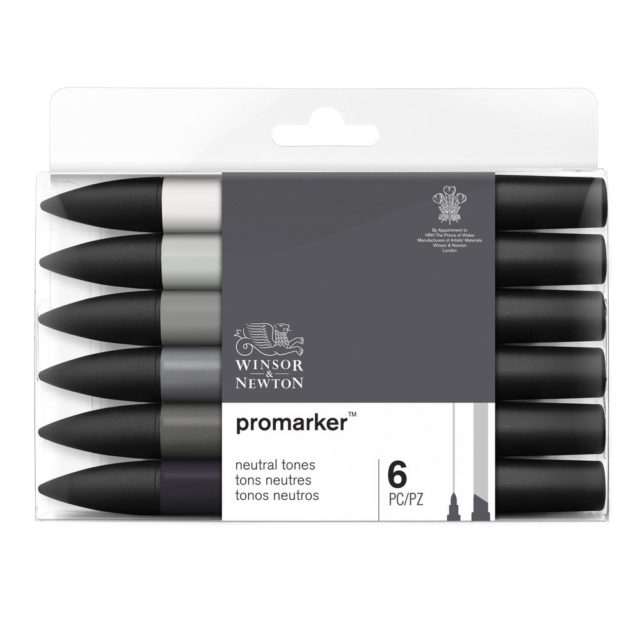 By Appointment to
HRH The Prince of Wales
Manufacturers of Artists' Materials
Winsor & Newton
London
WINSOR
&
NEWTON
promarker™
neutral tones
tons neutres
tonos neutros
6
PC/PZ